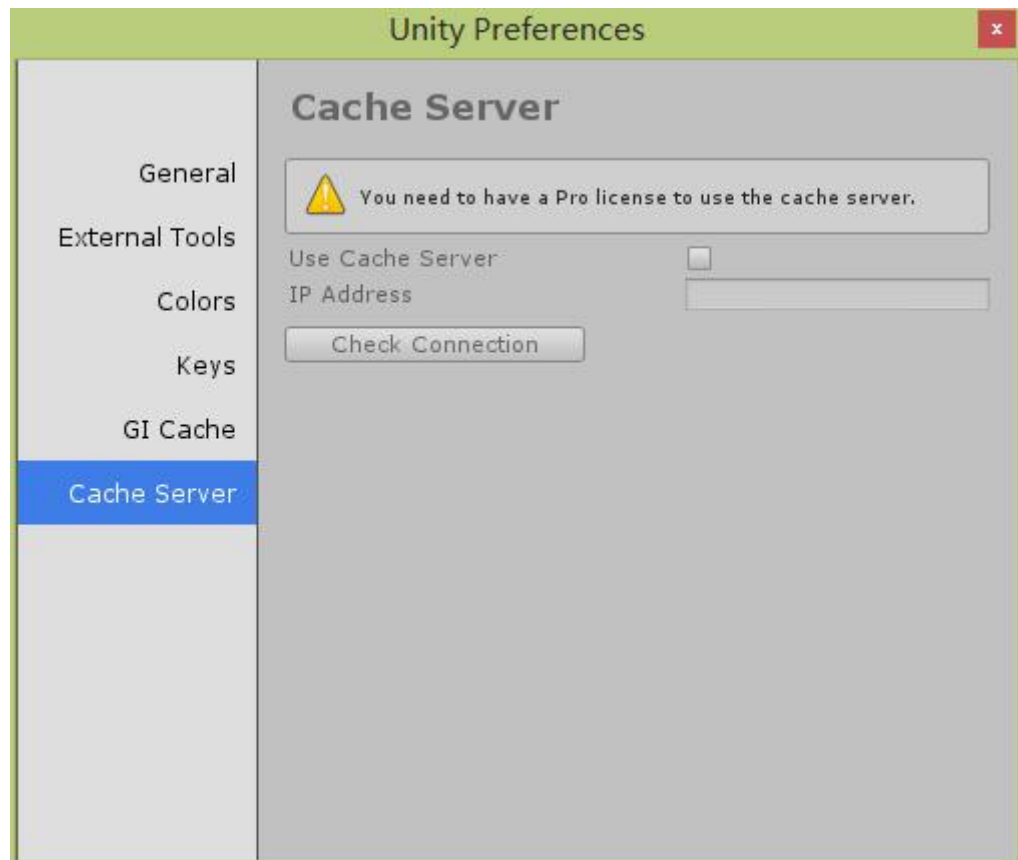 Unity Preferences
x
General
External Tools
Colors
Keys
GI Cache
Cache Server
Cache Server
You need to have a Pro license to use the cache server.
Use Cache Server
IP Address
Check Connection